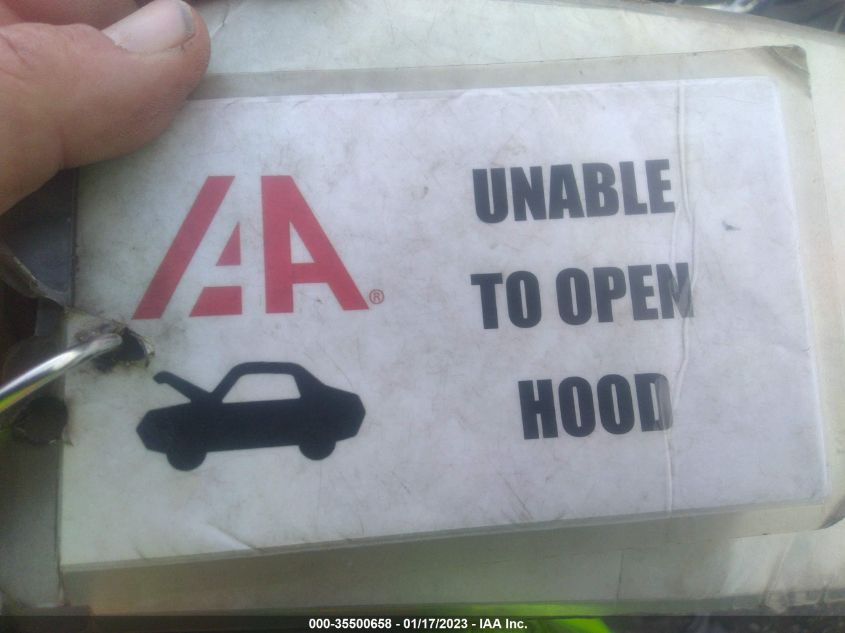 IAA®
UNABLE
TO OPEN
HOOD
000-35500658 - 01/17/2023 - IAA Inc.